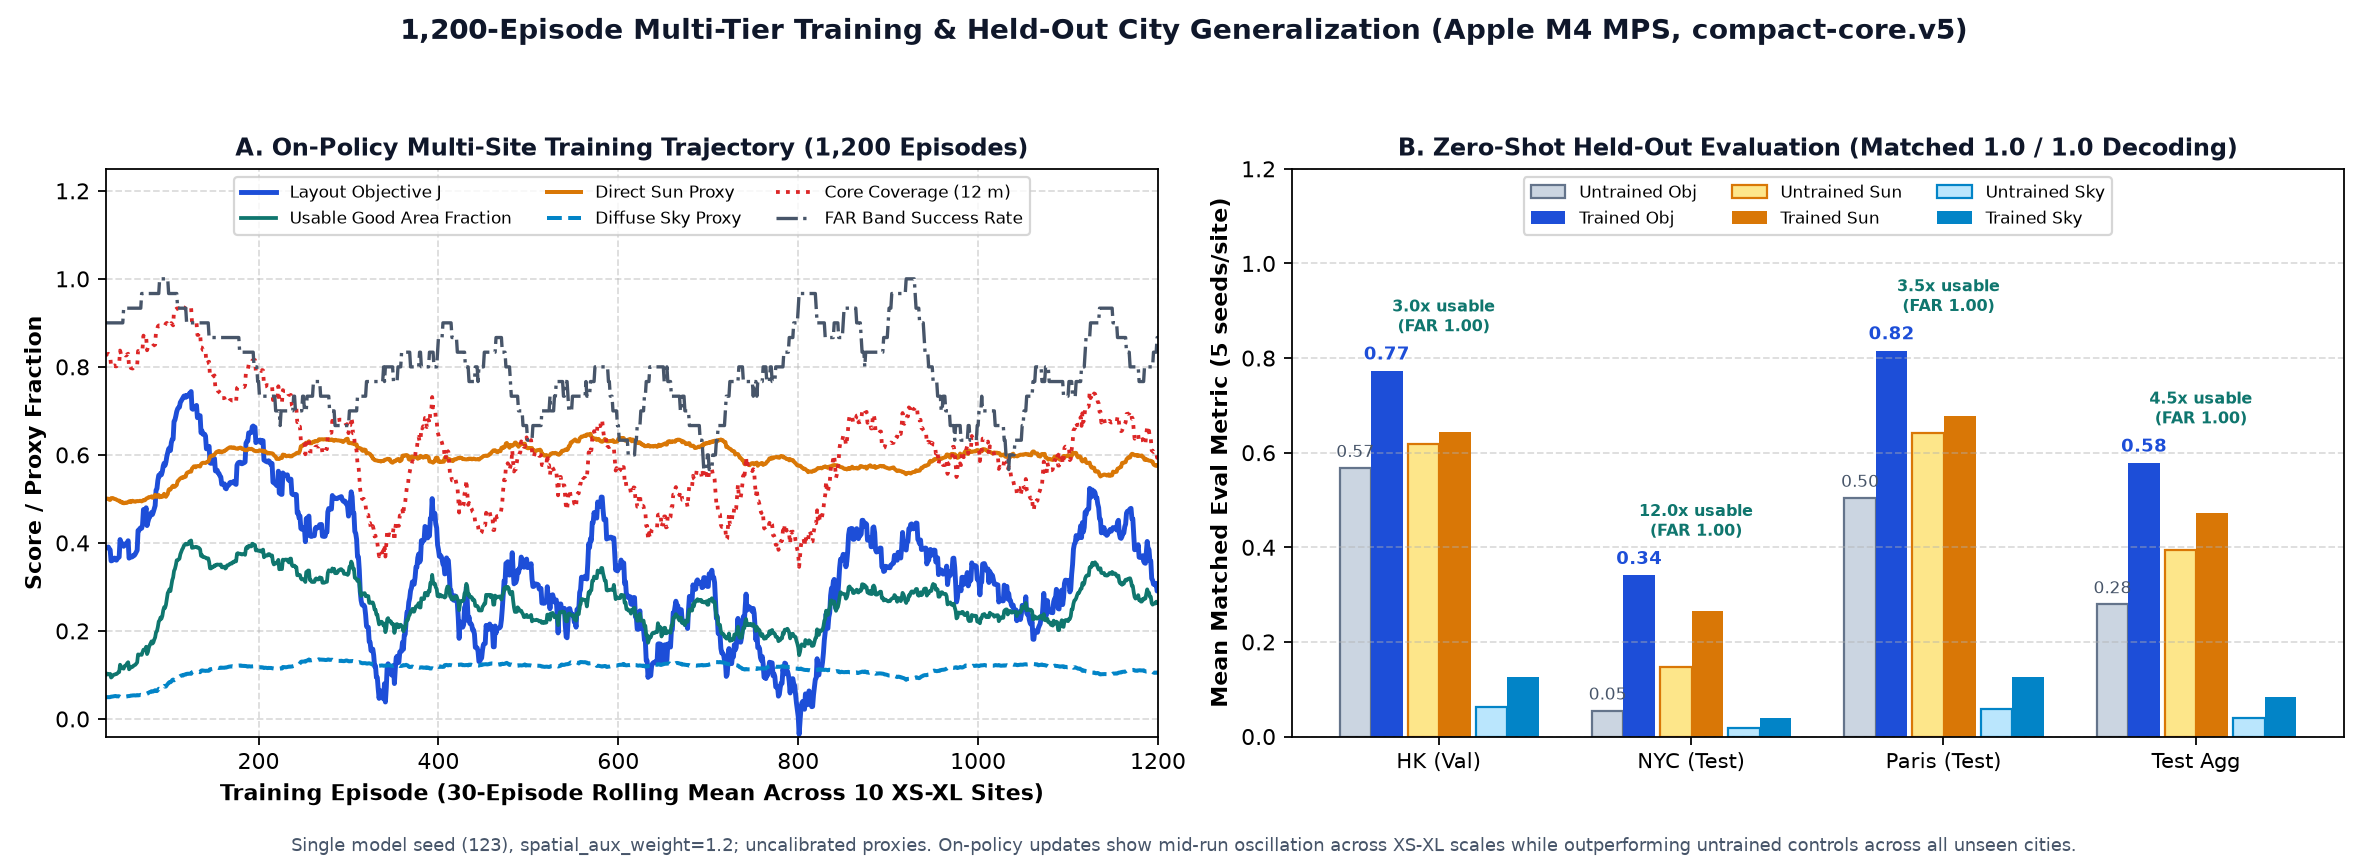 1,200-Episode Multi-Tier Training & Held-Out City Generalization (Apple M4 MPS, compact-core.v5)
A. On-Policy Multi-Site Training Trajectory (1,200 Episodes)
Layout Objective J
Usable Good Area Fraction
Direct Sun Proxy
Diffuse Sky Proxy
Core Coverage (12 m)
FAR Band Success Rate
Score / Proxy Fraction
1.2
1.0
0.8
0.6
0.4
0.2
0.0
200
400
600
800
1000
1200
Training Episode (30-Episode Rolling Mean Across 10 XS-XL Sites)
B. Zero-Shot Held-Out Evaluation (Matched 1.0 / 1.0 Decoding)
Untrained Obj
Trained Obj
Untrained Sun
Trained Sun
Untrained Sky
Trained Sky
Mean Matched Eval Metric (5 seeds/site)
1.2
1.0
0.8
0.6
0.4
0.2
0.0
3.0x usable
(FAR 1.00)
0.77
0.57
12.0x usable
(FAR 1.00)
0.34
0.05
3.5x usable
(FAR 1.00)
0.82
0.50
4.5x usable
(FAR 1.00)
0.58
0.28
HK (Val)
NYC (Test)
Paris (Test)
Test Agg
Single model seed (123), spatial_aux_weight=1.2; uncalibrated proxies. On-policy updates show mid-run oscillation across XS-XL scales while outperforming untrained controls across all unseen cities.